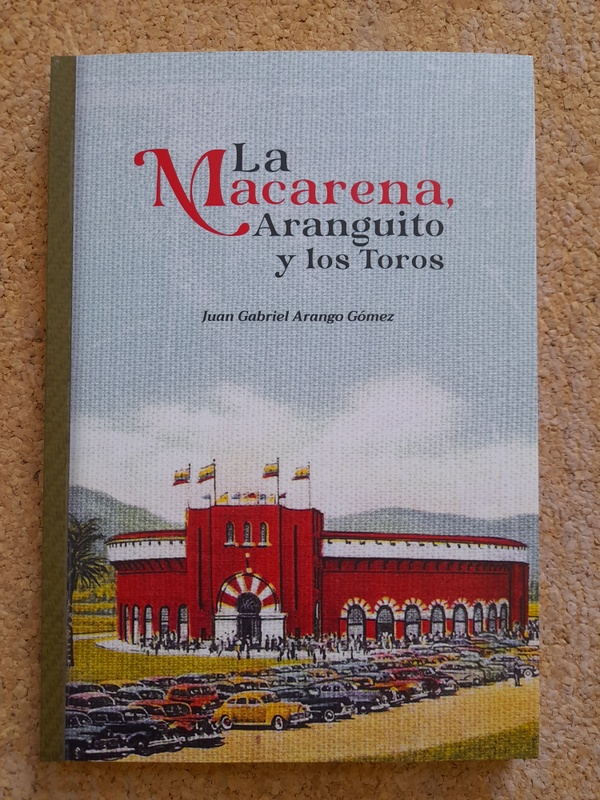 La
Macarena,
Aranguito
y los Toros
Juan Gabriel Arango Gómez